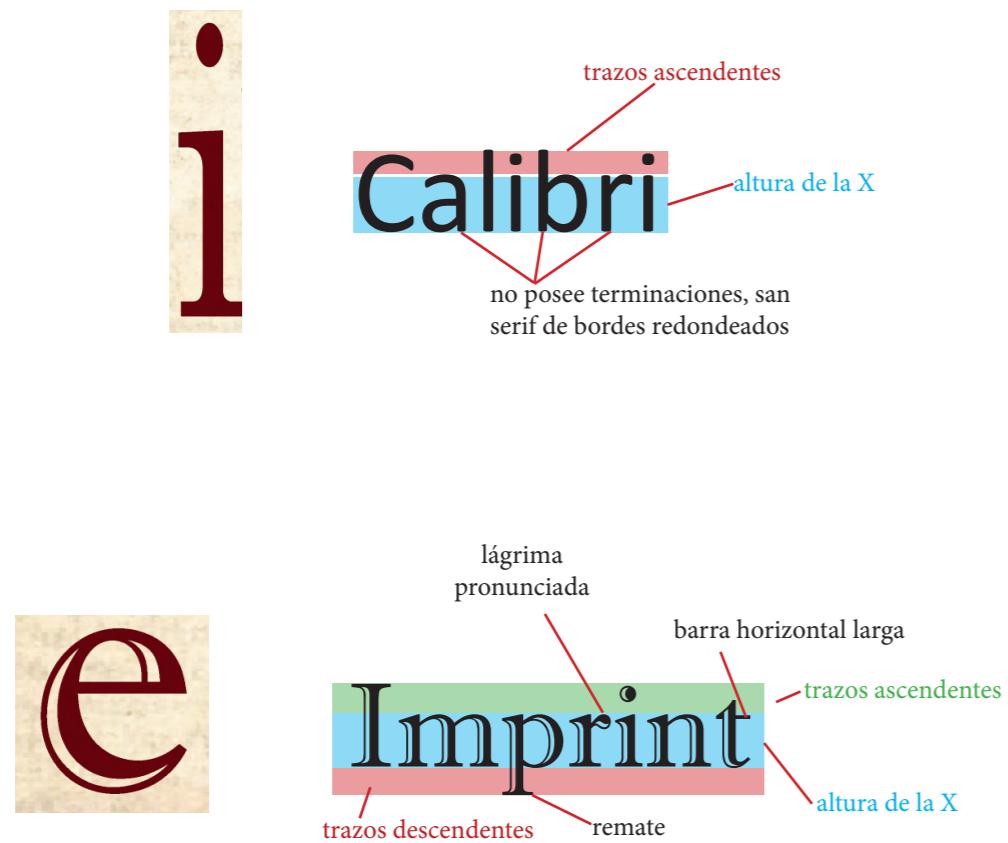 i
trazos ascendentes
Calibri
altura de la X
no posee terminaciones, san
serif de bordes redondeados
lágrima
pronunciada
barra horizontal larga
e
Imprint
trazos ascendentes
altura de la X
trazos descendentes
remate